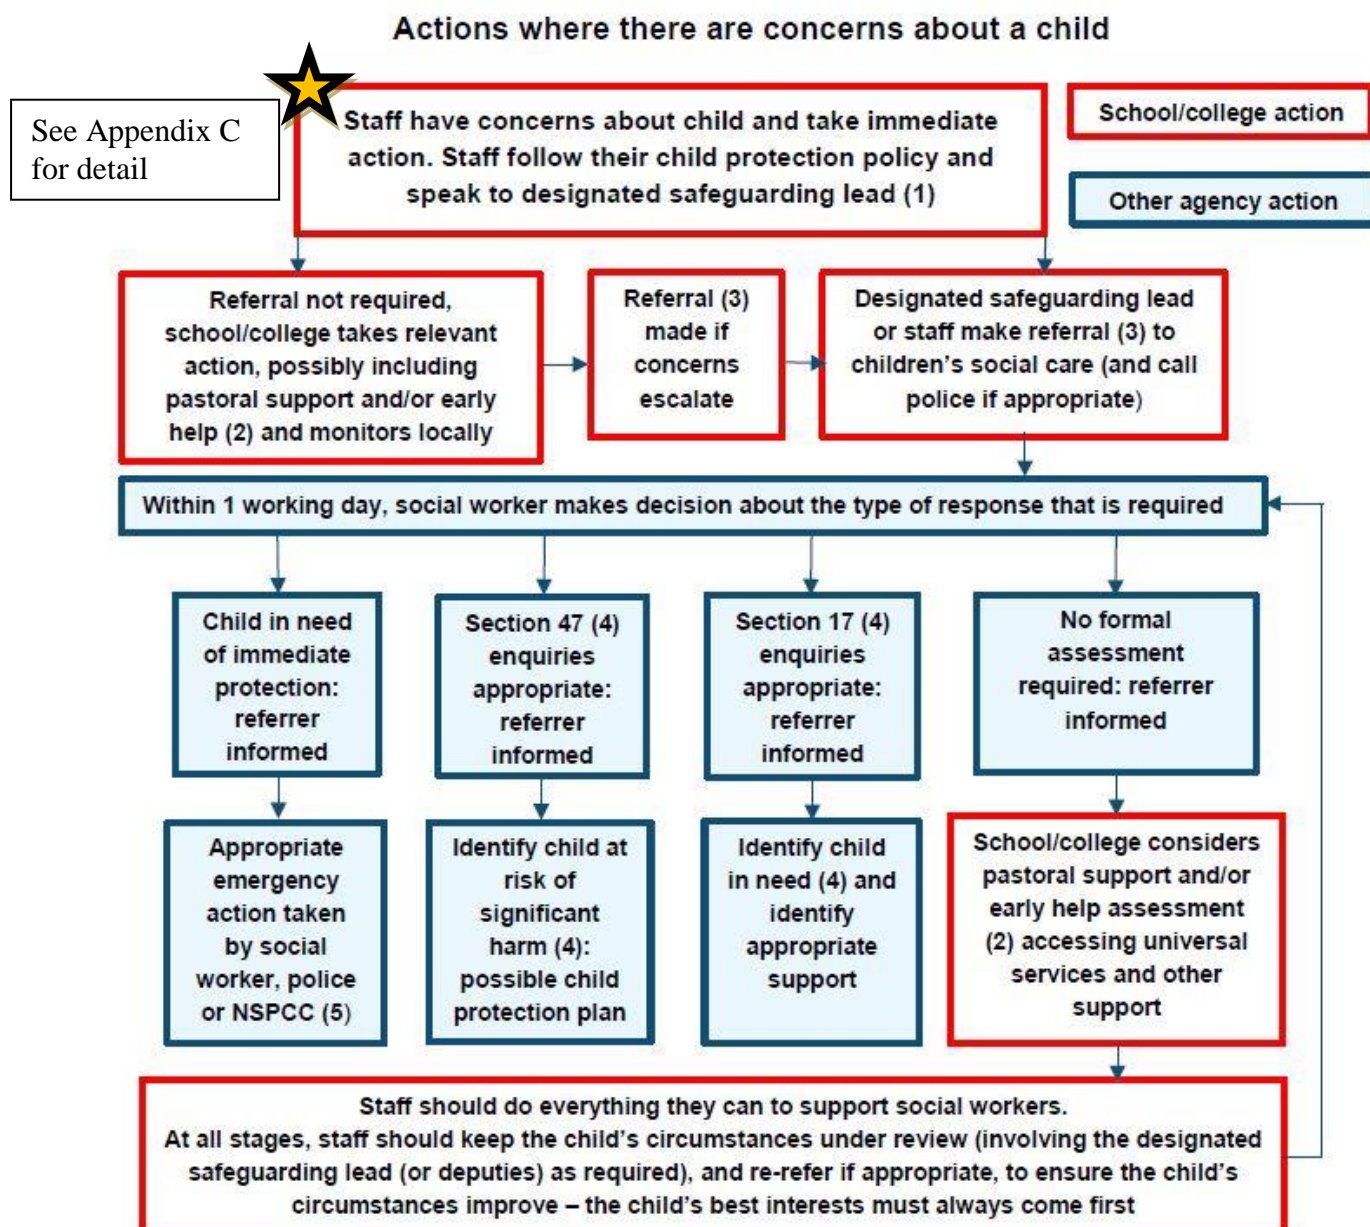 Actions where there are concerns about a child
See Appendix C
for detail
Staff have concerns about child and take immediate
action. Staff follow their child protection policy and
speak to designated safeguarding lead (1)
School/college action
Other agency action
Referral not required,
school/college takes relevant
action, possibly including
pastoral support and/or early
help (2) and monitors locally
Referral (3)
made if
concerns
escalate
Designated safeguarding lead
or staff make referral (3) to
children’s social care (and call
police if appropriate)
Within 1 working day, social worker makes decision about the type of response that is required
Child in need
of immediate
protection:
referrer
informed
Section 47 (4)
enquiries
appropriate:
referrer
informed
Section 17 (4)
enquiries
appropriate:
referrer
informed
No formal
assessment
required: referrer
informed
Appropriate
emergency
action taken
by social
worker, police
or NSPCC (5)
Identify child at
risk of
significant
harm (4):
possible child
protection plan
Identify child
in need (4) and
identify
appropriate
support
School/college considers
pastoral support and/or
early help assessment
(2) accessing universal
services and other
support
Staff should do everything they can to support social workers.
At all stages, staff should keep the child’s circumstances under review (involving the designated
safeguarding lead (or deputies) as required), and re-refer if appropriate, to ensure the child’s
circumstances improve – the child’s best interests must always come first